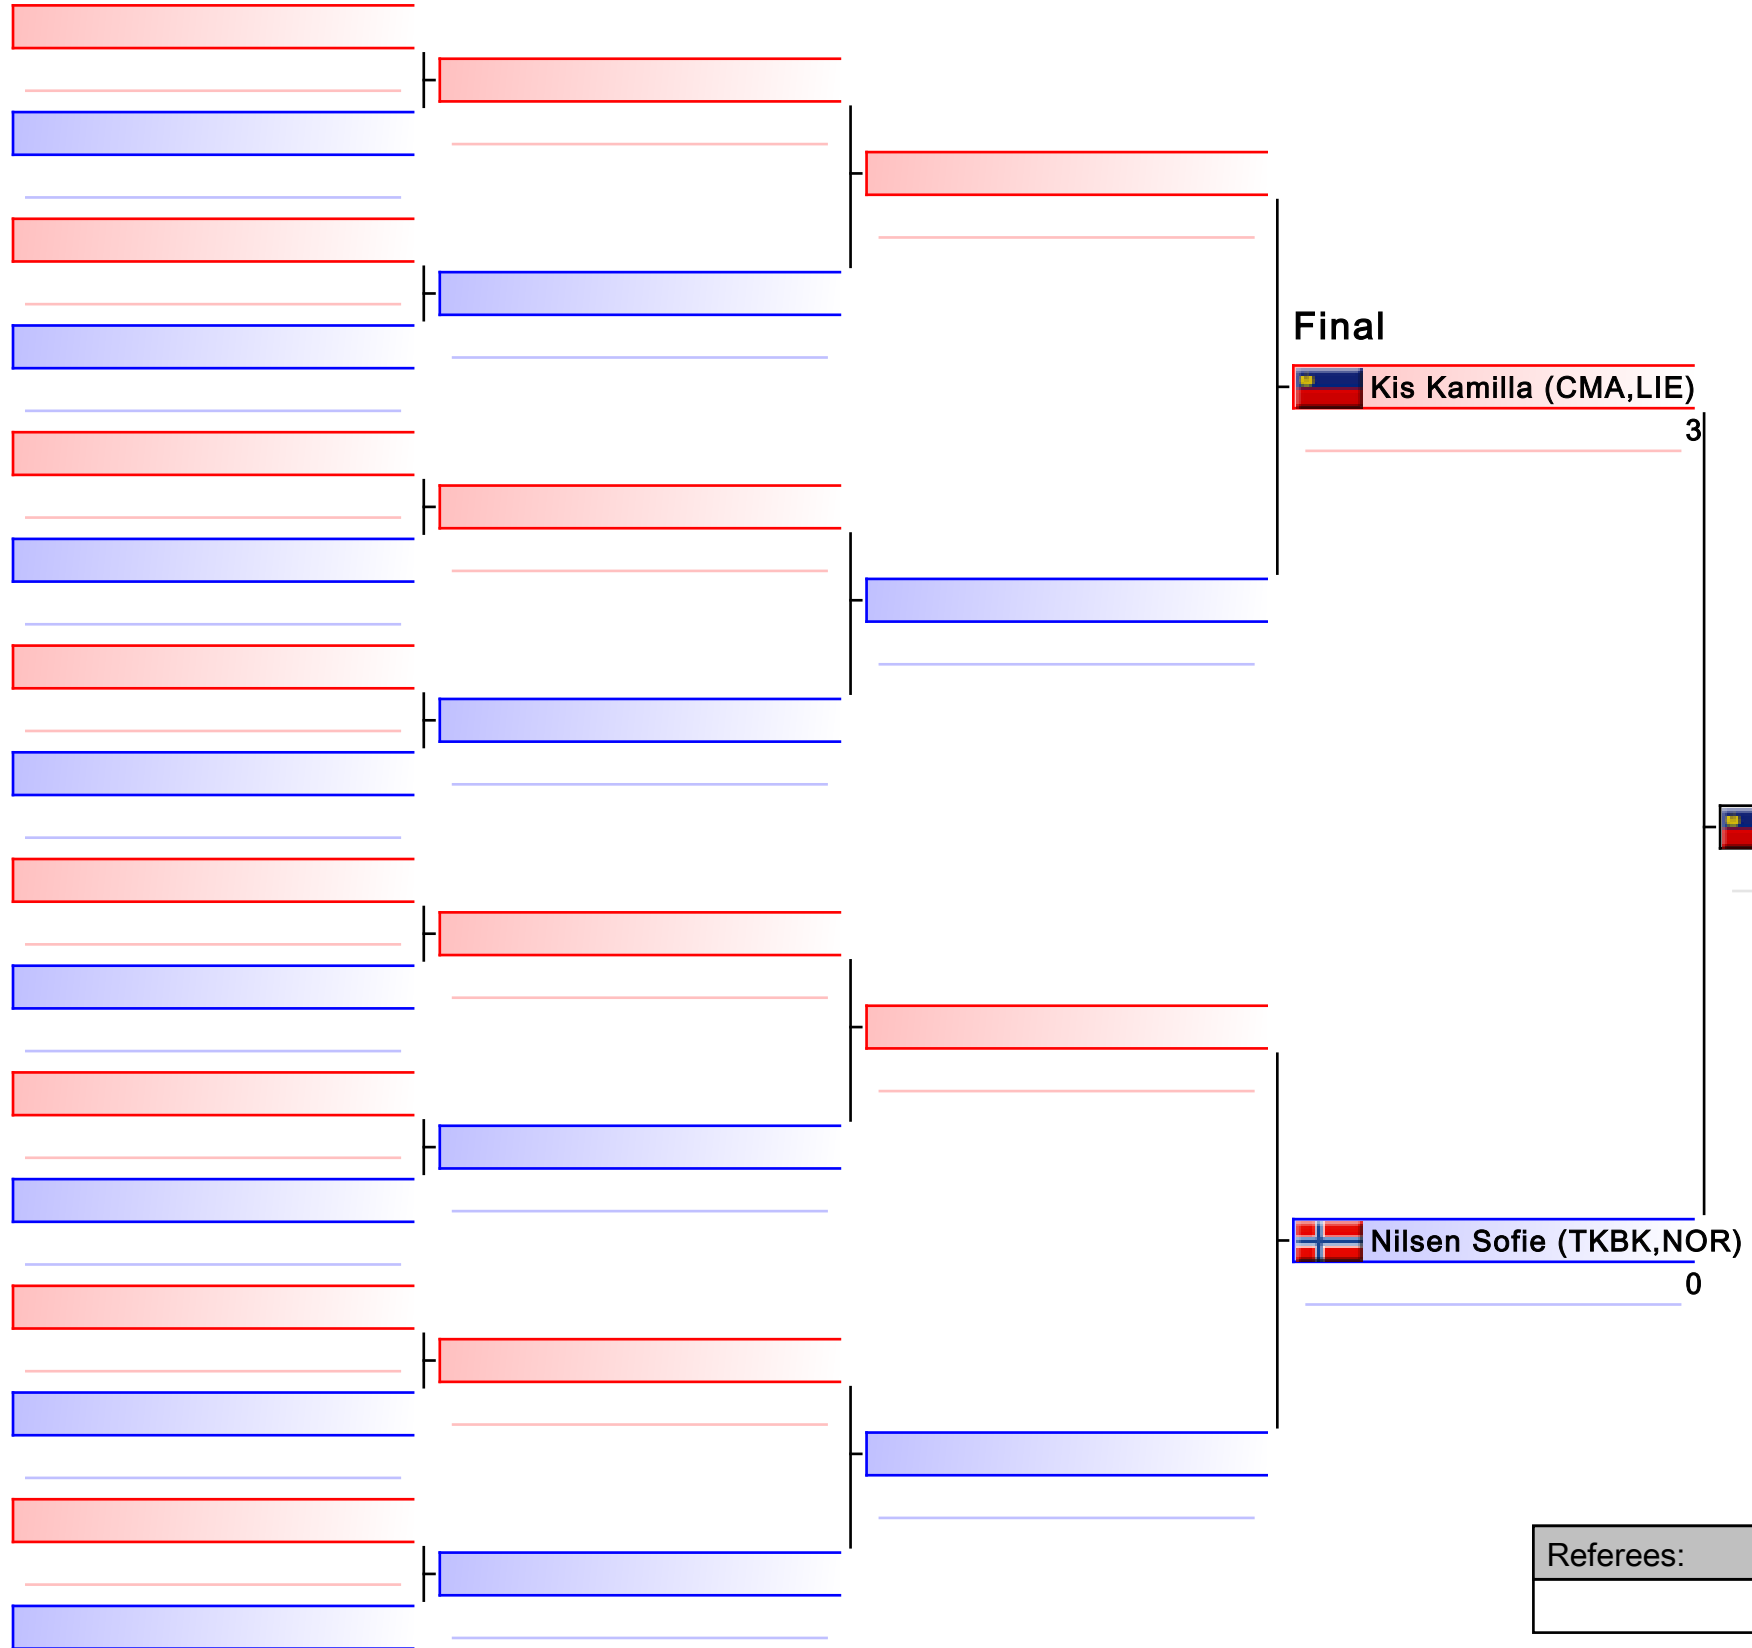 Final
Kis Kamilla (CMA,LIE)
3
Nilsen Sofie (TKBK,NOR)
0
Referees: